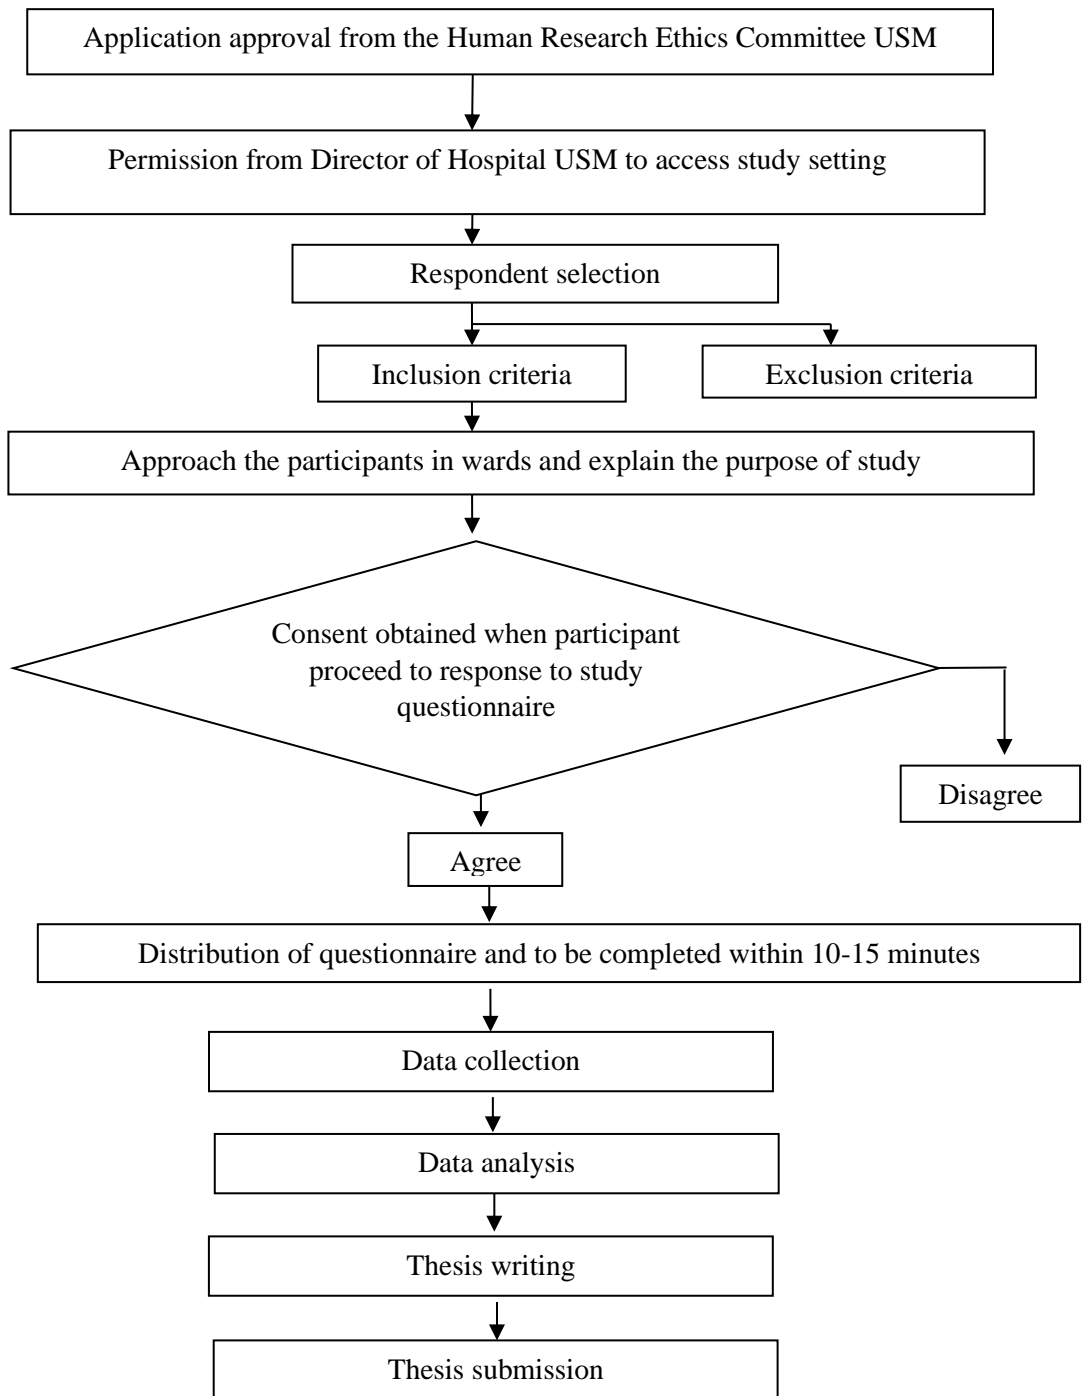 Application approval from the Human Research Ethics Committee USM
Permission from Director of Hospital USM to access study setting
Respondent selection
Inclusion criteria
Exclusion criteria
Approach the participants in wards and explain the purpose of study
Consent obtained when participant
proceed to response to study
questionnaire
Disagree
Agree
Distribution of questionnaire and to be completed within 10-15 minutes
Data collection
Data analysis
Thesis writing
Thesis submission